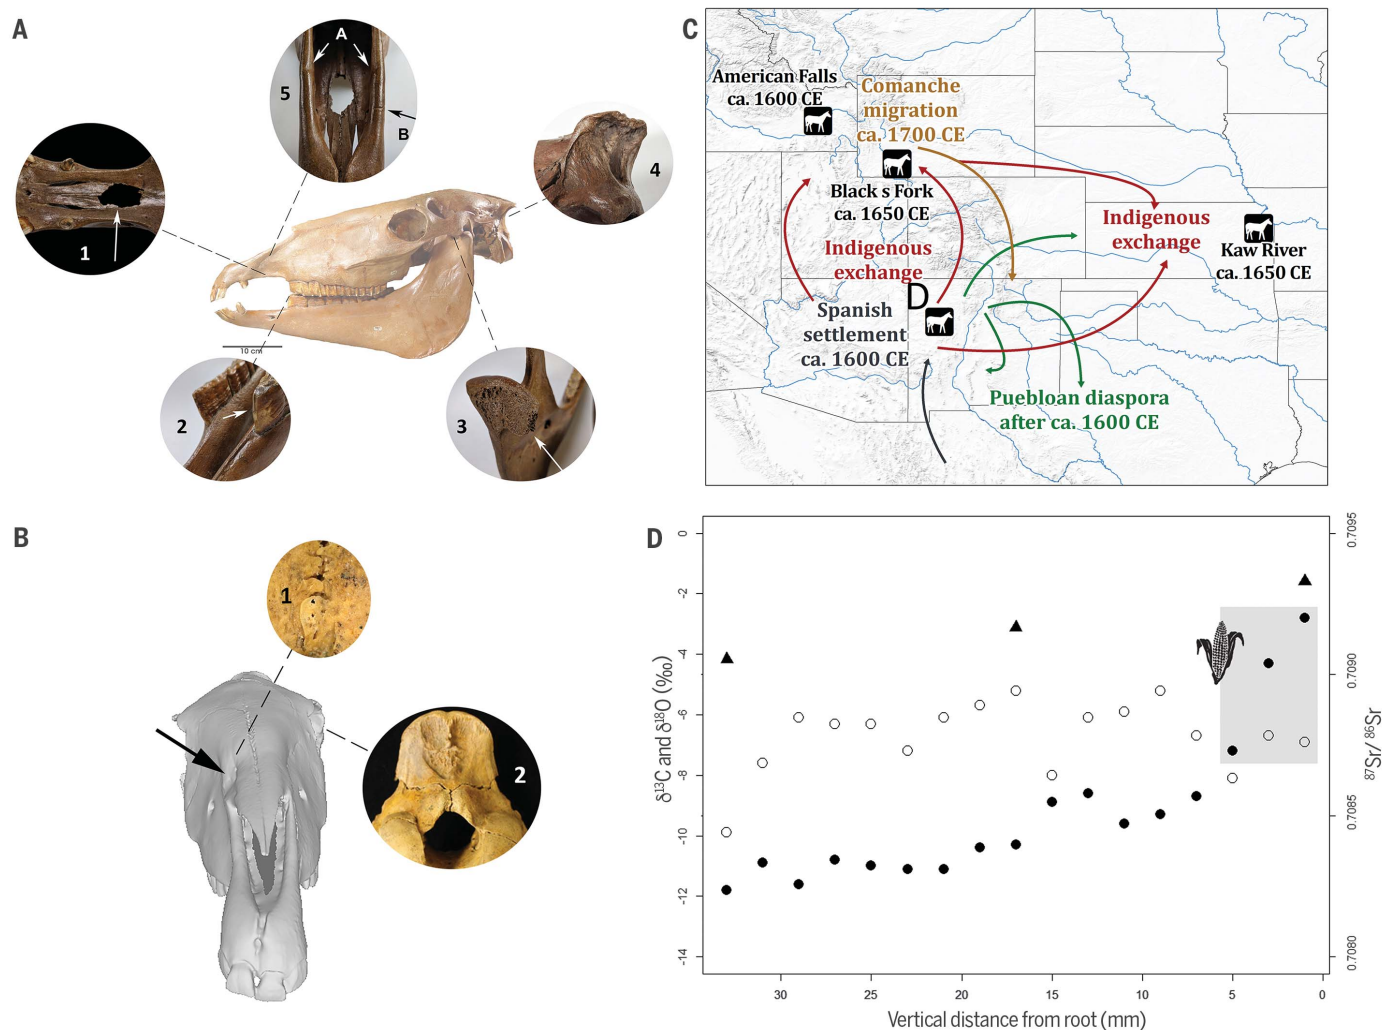 A
A
5
B
1
4
10 cm
2
3
C
American Falls
ca. 1600 CE
Comanche
migration
ca. 1700 CE
Black s Fork
ca. 1650 CE
Indigenous
exchange
Indigenous
exchange
Kaw River
ca. 1650 CE
D
Spanish
settlement
ca. 1600 CE
Puebloan diaspora
after ca. 1600 CE
B
1
2
D
0
-2
-4
-6
-8
-10
-12
-14
δ13C and δ18O (‰)
0.7095
0.7090
0.7085
0.7080
87Sr/ 86Sr
30
25
20
15
10
5
0
Vertical distance from root (mm)